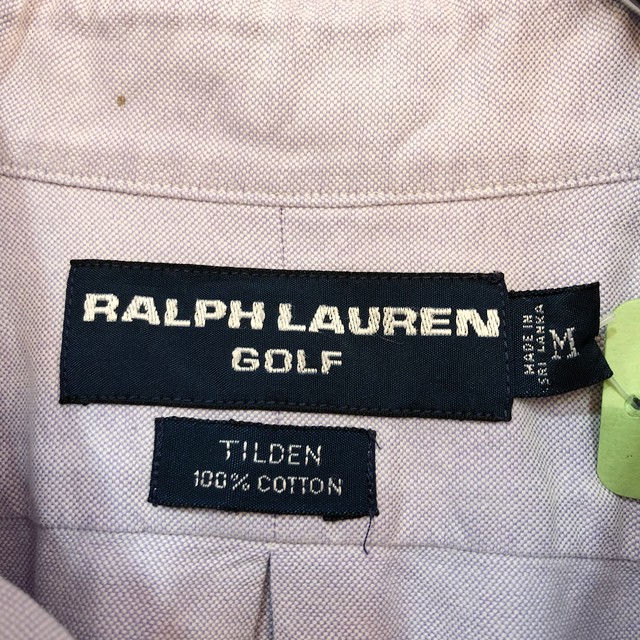 RALPH LAUREN
GOLF
MADE IN
SRI LANKA
M
TILDEN
100% COTTON